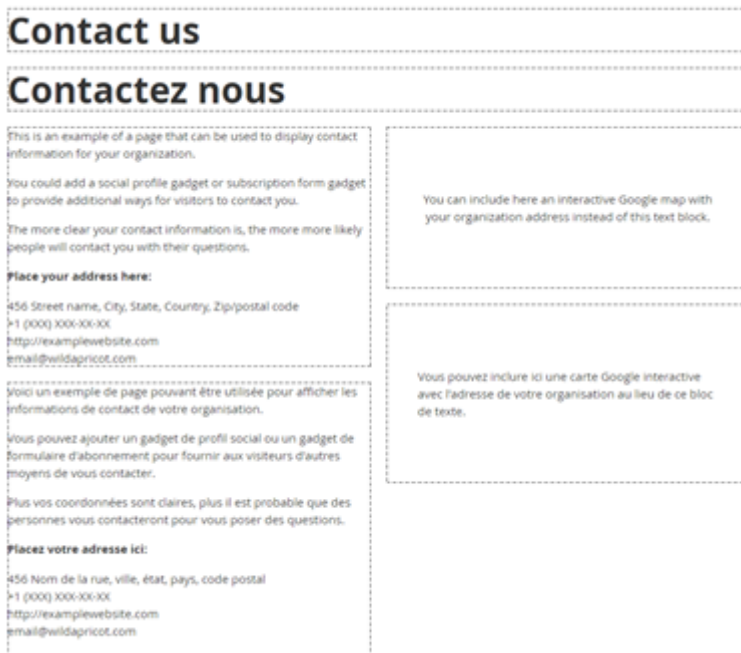 Contact us
Contactez nous
This is an example of a page that can be used to display contact
information for your organization.
You could add a social profile gadget or subscription form gadget
to provide additional ways for visitors to contact you.
The more clear your contact information is, the more more likely
people will contact you with their questions.
Place your address here:
456 Street name, City, State, Country, Zip/postal code
+1 (XXX) XXX-XX-XX
http://examplewebsite.com
email@wildapricot.com
You can include here an interactive Google map with
your organization address instead of this text block.
Voici un exemple de page pouvant être utilisée pour afficher les
informations de contact de votre organisation.
Vous pouvez ajouter un gadget de profil social ou un gadget de
formulaire d'abonnement pour fournir aux visiteurs d'autres
moyens de vous contacter.
Plus vos coordonnées sont claires, plus il est probable que des
personnes vous contacteront pour vous poser des questions.
Placez votre adresse ici:
456 Nom de la rue, ville, état, pays, code postal
+1 (XXX) XXX-XX-XX
http://examplewebsite.com
email@wildapricot.com
Vous pouvez inclure ici une carte Google interactive
avec l'adresse de votre organisation au lieu de ce bloc
de texte.